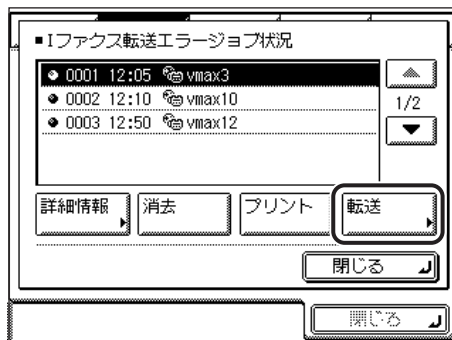 ■Iファクス転送エラージョブ状況
0001 12:05 vmax3
0002 12:10 vmax10
0003 12:50 vmax12
1/2
詳細情報 消去 プリント 転送
閉じる
閉じる